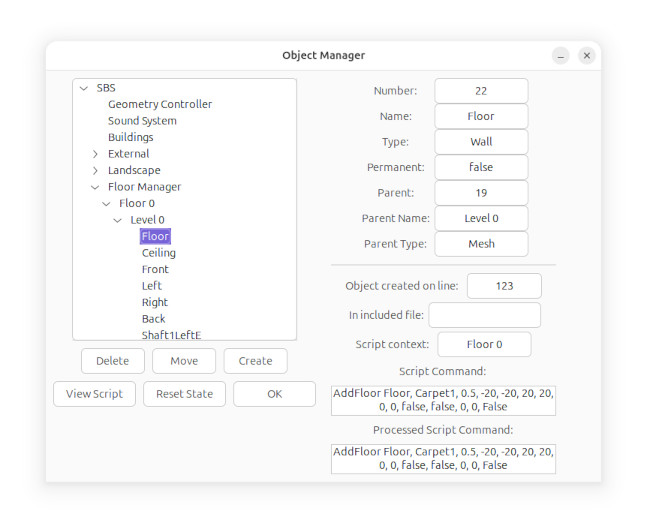 Object Manager
SBS
Geometry Controller
Sound System
Buildings
External
Landscape
Floor Manager
Floor 0
Level 0
Floor
Ceiling
Front
Left
Right
Back
Shaft1LeftE
Delete
Move
Create
View Script
Reset State
OK
Number: 22
Name: Floor
Type: Wall
Permanent: false
Parent: 19
Parent Name: Level 0
Parent Type: Mesh
Object created on line: 123
In included file:
Script context: Floor 0
Script Command:
AddFloor Floor, Carpet1, 0.5, -20, -20, 20, 20,
0, 0, false, false, 0, 0, False
Processed Script Command:
AddFloor Floor, Carpet1, 0.5, -20, -20, 20, 20,
0, 0, false, false, 0, 0, False